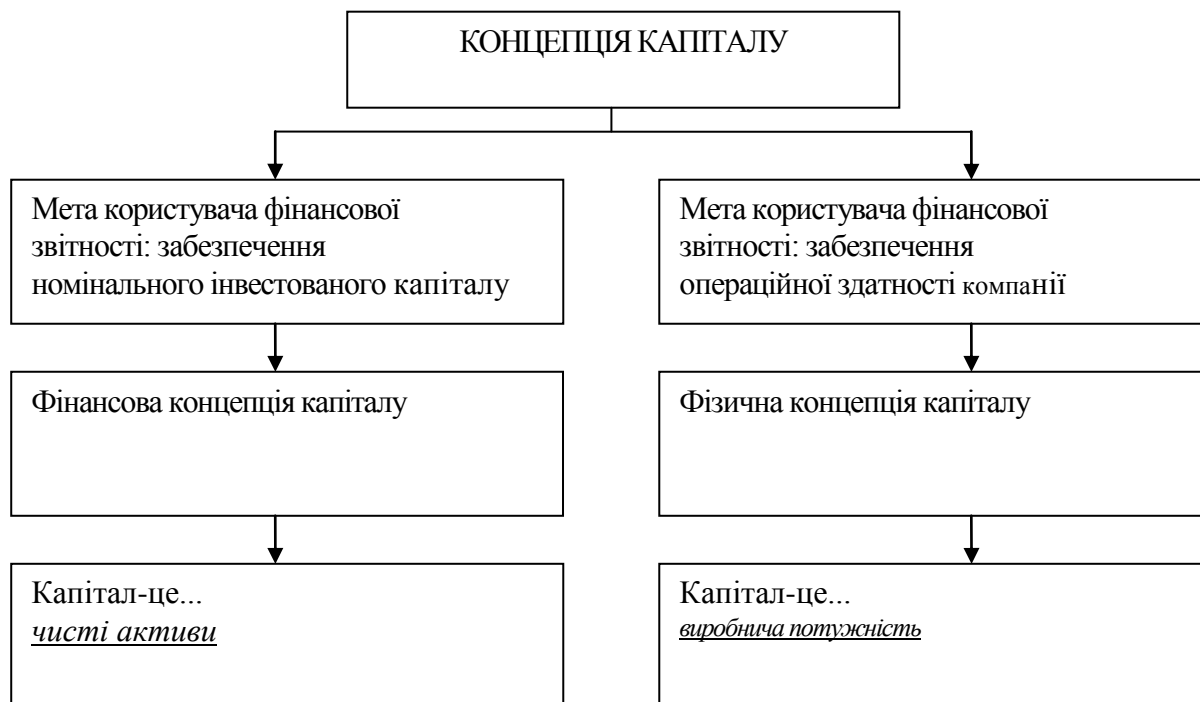 КОНЦЕПЦІЯ КАПІТАЛУ
Мета користувача фінансової
звітності: забезпечення
номінального інвестованого капіталу
Мета користувача фінансової
звітності: забезпечення
операційної здатності компанії
Фінансова концепція капіталу
Фізична концепція капіталу
Капітал-це...
чисті активи
Капітал-це...
виробнича потужність